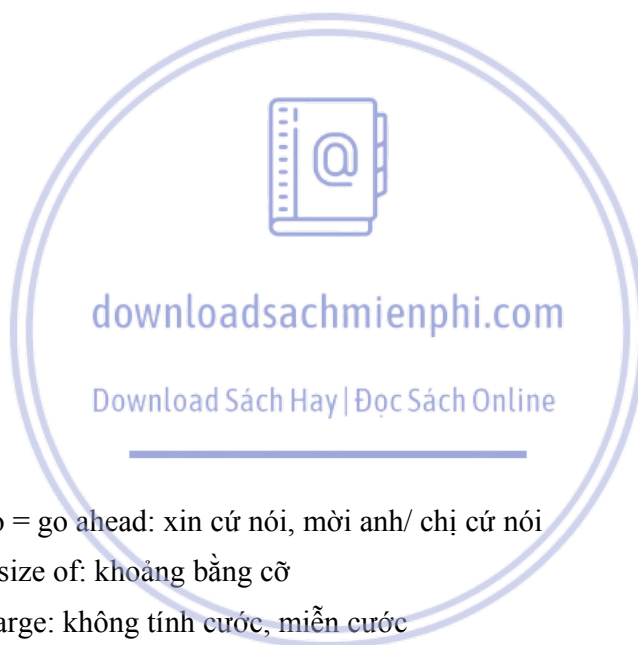 @
downloadsachmienphi.com
Download Sách Hay | Đọc Sách Online
= go ahead: xin cứ nói, mời anh/ chị cứ nói
size of: khoảng bằng cỡ
không tính cước, miễn cước